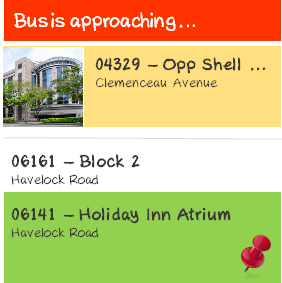 Bus is approaching...
04329 – Opp Shell ...
Clemenceau Avenue
06161 – Block 2
Havelock Road
06141 – Holiday Inn Atrium
Havelock Road